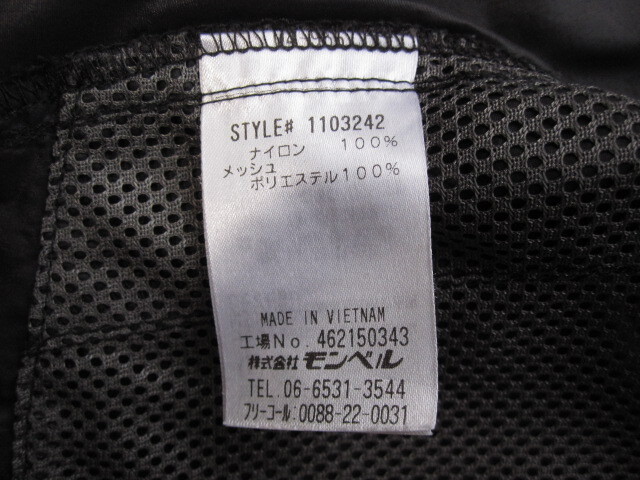 STYLE# 1103242
ナイロン 100%
メッシュ
ポリエステル100%
MADE IN VIETNAM
工場No. 462150343
株式会社 モンベル
TEL. 06-6531-3544
フリーコール:0088-22-0031